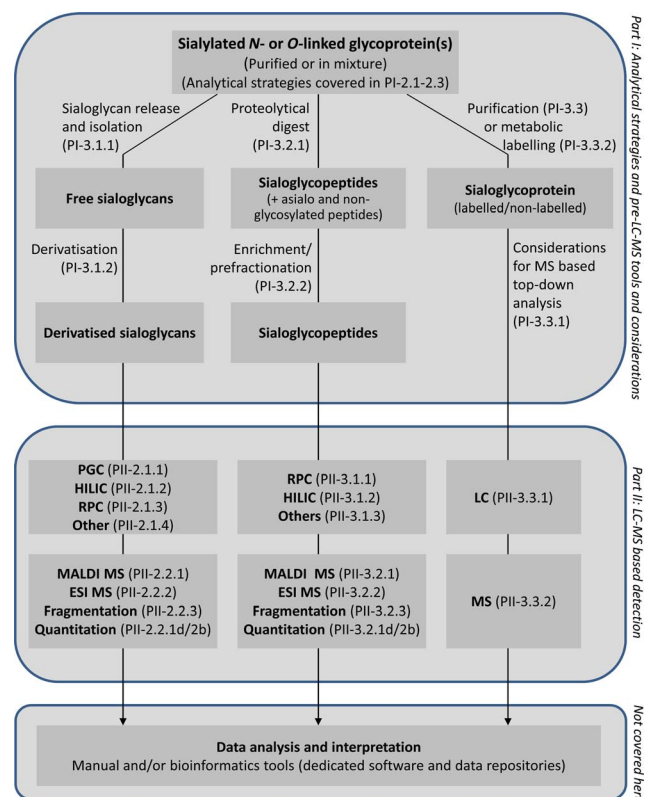 Sialylated N- or O-linked glycoprotein(s)
(Purified or in mixture)
(Analytical strategies covered in PI-2.1-2.3)
Sialoglycan release
and isolation
(PI-3.1.1)
Proteolytical
digest
(PI-3.2.1)
Purification (PI-3.3)
or metabolic
labelling (PI-3.3.2)
Free sialoglycans
Sialoglycopeptides
(+ asialo and non-
glycosylated peptides)
Sialoglycoprotein
(labelled/non-labelled)
Derivatisation
(PI-3.1.2)
Enrichment/
prefractionation
(PI-3.2.2)
Considerations
for MS based
top-down
analysis
(PI-3.3.1)
Derivatised sialoglycans
Sialoglycopeptides
Part I: Analytical strategies and pre-LC-MS tools and considerations
PGC (PII-2.1.1)
HILIC (PII-2.1.2)
RPC (PII-2.1.3)
Other (PII-2.1.4)
RPC (PII-3.1.1)
HILIC (PII-3.1.2)
Others (PII-3.1.3)
LC (PII-3.3.1)
MALDI MS (PII-2.2.1)
ESI MS (PII-2.2.2)
Fragmentation (PII-2.2.3)
Quantitation (PII-2.2.1d/2b)
MALDI MS (PII-3.2.1)
ESI MS (PII-3.2.2)
Fragmentation (PII-3.2.3)
Quantitation (PII-3.2.1d/2b)
MS (PII-3.3.2)
Part II: LC-MS based detection
Data analysis and interpretation
Manual and/or bioinformatics tools (dedicated software and data repositories)
Not covered her